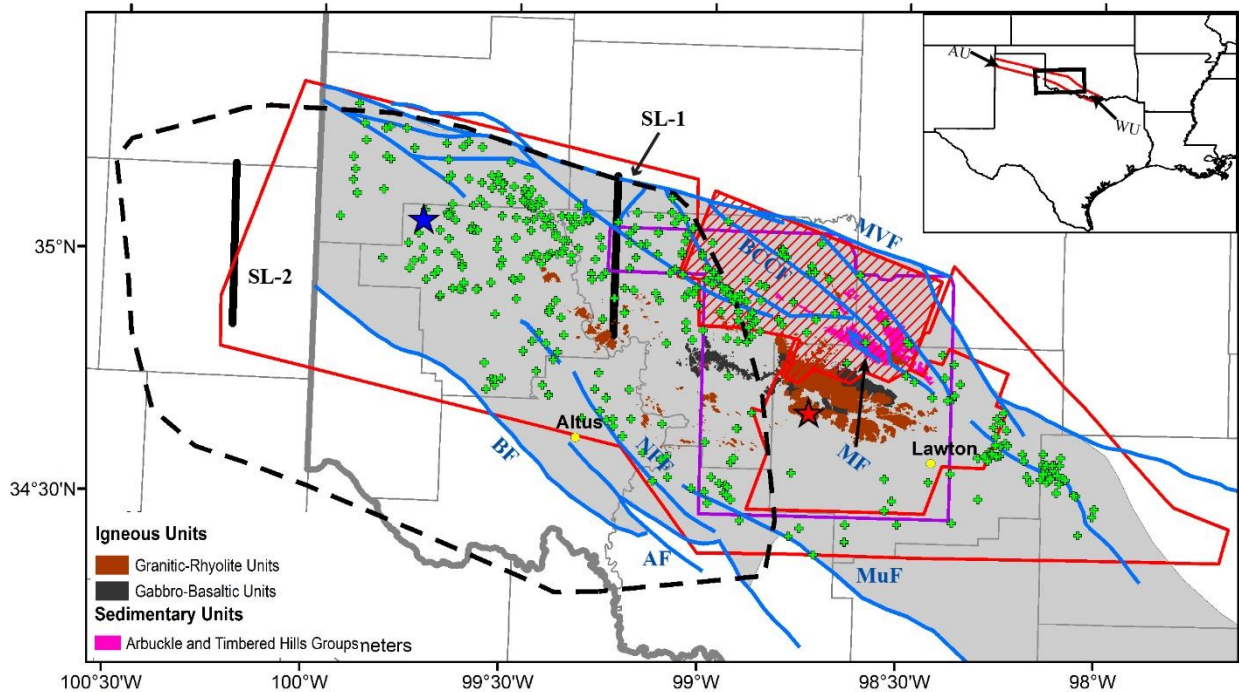 AU
WU
SL-1
35°N
SL-2
BCCF
MVF
Altus
NFF
BF
MF
Lawton
34°30'N
AF
MuF
Igneous Units
Granitic-Rhyolite Units
Gabbro-Basaltic Units
Sedimentary Units
Arbuckle and Timbered Hills Groups meters
100°30'W
100°W
99°30'W
99°W
98°30'W
98°W